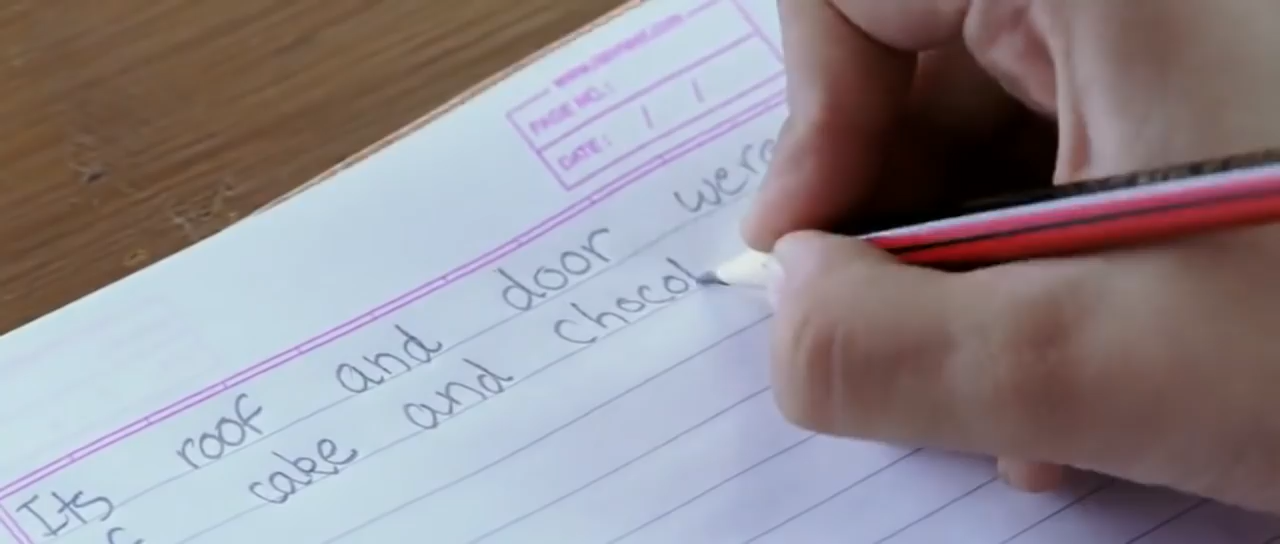 PAGE NO.:
DATE: / /
Its roof and door were
cake and chocol